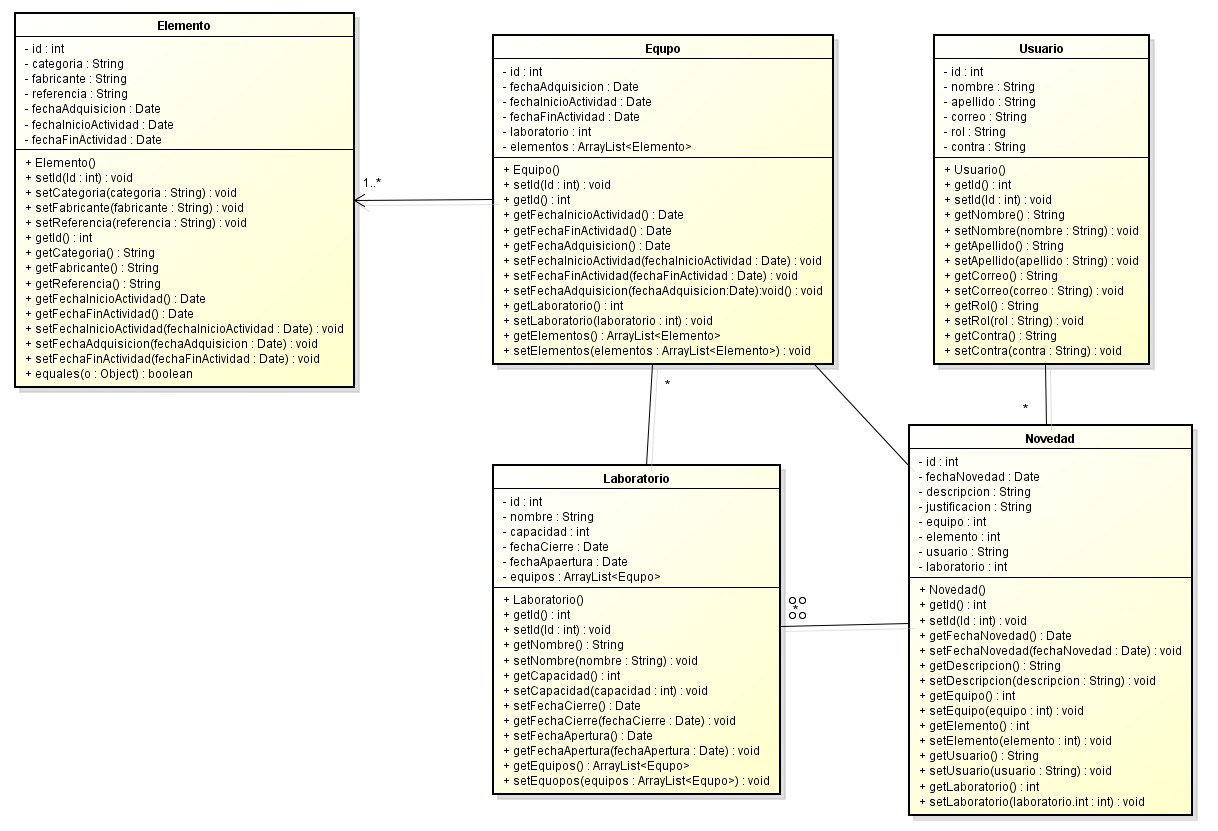 Elemento
- id : int
- categoria : String
- fabricante : String
- referencia : String
- fechaAdquisicion : Date
- fechaInicioActividad : Date
- fechaFinActividad : Date
+ Elemento()
+ setId(Id : int) : void
+ setCategoria(categoria : String) : void
+ setFabricante(fabricante : String) : void
+ setReferencia(referencia : String) : void
+ getId() : int
+ getCategoria() : String
+ getFabricante() : String
+ getReferencia() : String
+ getFechaInicioActividad() : Date
+ getFechaFinActividad() : Date
+ setFechaInicioActividad(fechaInicioActividad : Date) : void
+ setFechaAdquisicion(fechaAdquisicion : Date) : void
+ setFechaFinActividad(fechaFinActividad : Date) : void
+ equales(o : Object) : boolean
1..*
Equpo
- id : int
- fechaAdquisicion : Date
- fechaInicioActividad : Date
- fechaFinActividad : Date
- laboratorio : int
- elementos : ArrayList<Elemento>
+ Equipo()
+ setId(Id : int) : void
+ getId() : int
+ getFechaInicioActividad() : Date
+ getFechaFinActividad() : Date
+ getFechaAdquisicion() : Date
+ setFechaInicioActividad(fechaInicioActividad : Date) : void
+ setFechaFinActividad(fechaFinActividad : Date) : void
+ setFechaAdquisicion(fechaAdquisicion:Date):void() : void
+ getLaboratorio() : int
+ setLaboratorio(laboratorio : int) : void
+ getElementos() : ArrayList<Elemento>
+ setElementos(elementos : ArrayList<Elemento>) : void
*
Usuario
- id : int
- nombre : String
- apellido : String
- correo : String
- rol : String
- contra : String
+ Usuario()
+ getId() : int
+ setId(Id : int) : void
+ getNombre() : String
+ setNombre(nombre : String) : void
+ getApellido() : String
+ setApellido(apellido : String) : void
+ getCorreo() : String
+ setCorreo(correo : String) : void
+ getRol() : String
+ setRol(rol : String) : void
+ getContra() : String
+ setContra(contra : String) : void
*
Laboratorio
- id : int
- nombre : String
- capacidad : int
- fechaCierre : Date
- fechaApaertura : Date
- equipos : ArrayList<Equpo>
+ Laboratorio()
+ getId() : int
+ setId(Id : int) : void
+ getNombre() : String
+ setNombre(nombre : String) : void
+ getCapacidad() : int
+ setCapacidad(capacidad : int) : void
+ setFechaCierre() : Date
+ getFechaCierre(fechaCierre : Date) : void
+ setFechaApertura() : Date
+ getFechaApertura(fechaApertura : Date) : void
+ getEquipos() : ArrayList<Equpo>
+ setEquopos(equipos : ArrayList<Equpo>) : void
*
Novedad
- id : int
- fechaNovedad : Date
- descripcion : String
- justificacion : String
- equipo : int
- elemento : int
- usuario : String
- laboratorio : int
+ Novedad()
+ getId() : int
+ setId(Id : int) : void
+ getFechaNovedad() : Date
+ setFechaNovedad(fechaNovedad : Date) : void
+ getDescripcion() : String
+ setDescripcion(descripcion : String) : void
+ getEquipo() : int
+ setEquipo(equipo : int) : void
+ getElemento() : int
+ setElemento(elemento : int) : void
+ getUsuario() : String
+ setUsuario(usuario : String) : void
+ getLaboratorio() : int
+ setLaboratorio(laboratorio.int : int) : void